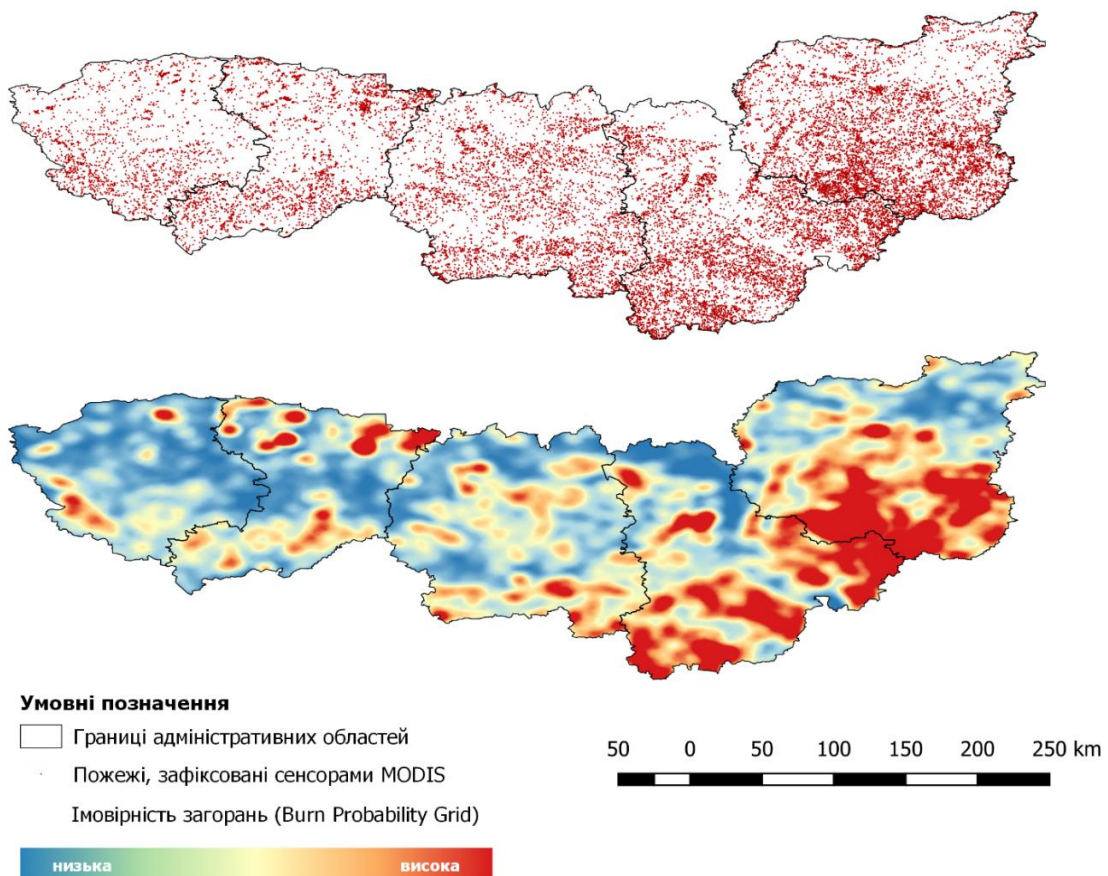 Умовні позначення
Границі адміністративних областей
Пожежі, зафіксовані сенсорами MODIS
Імовірність загорань (Burn Probability Grid)
низька висока
50 0 50 100 150 200 250 km